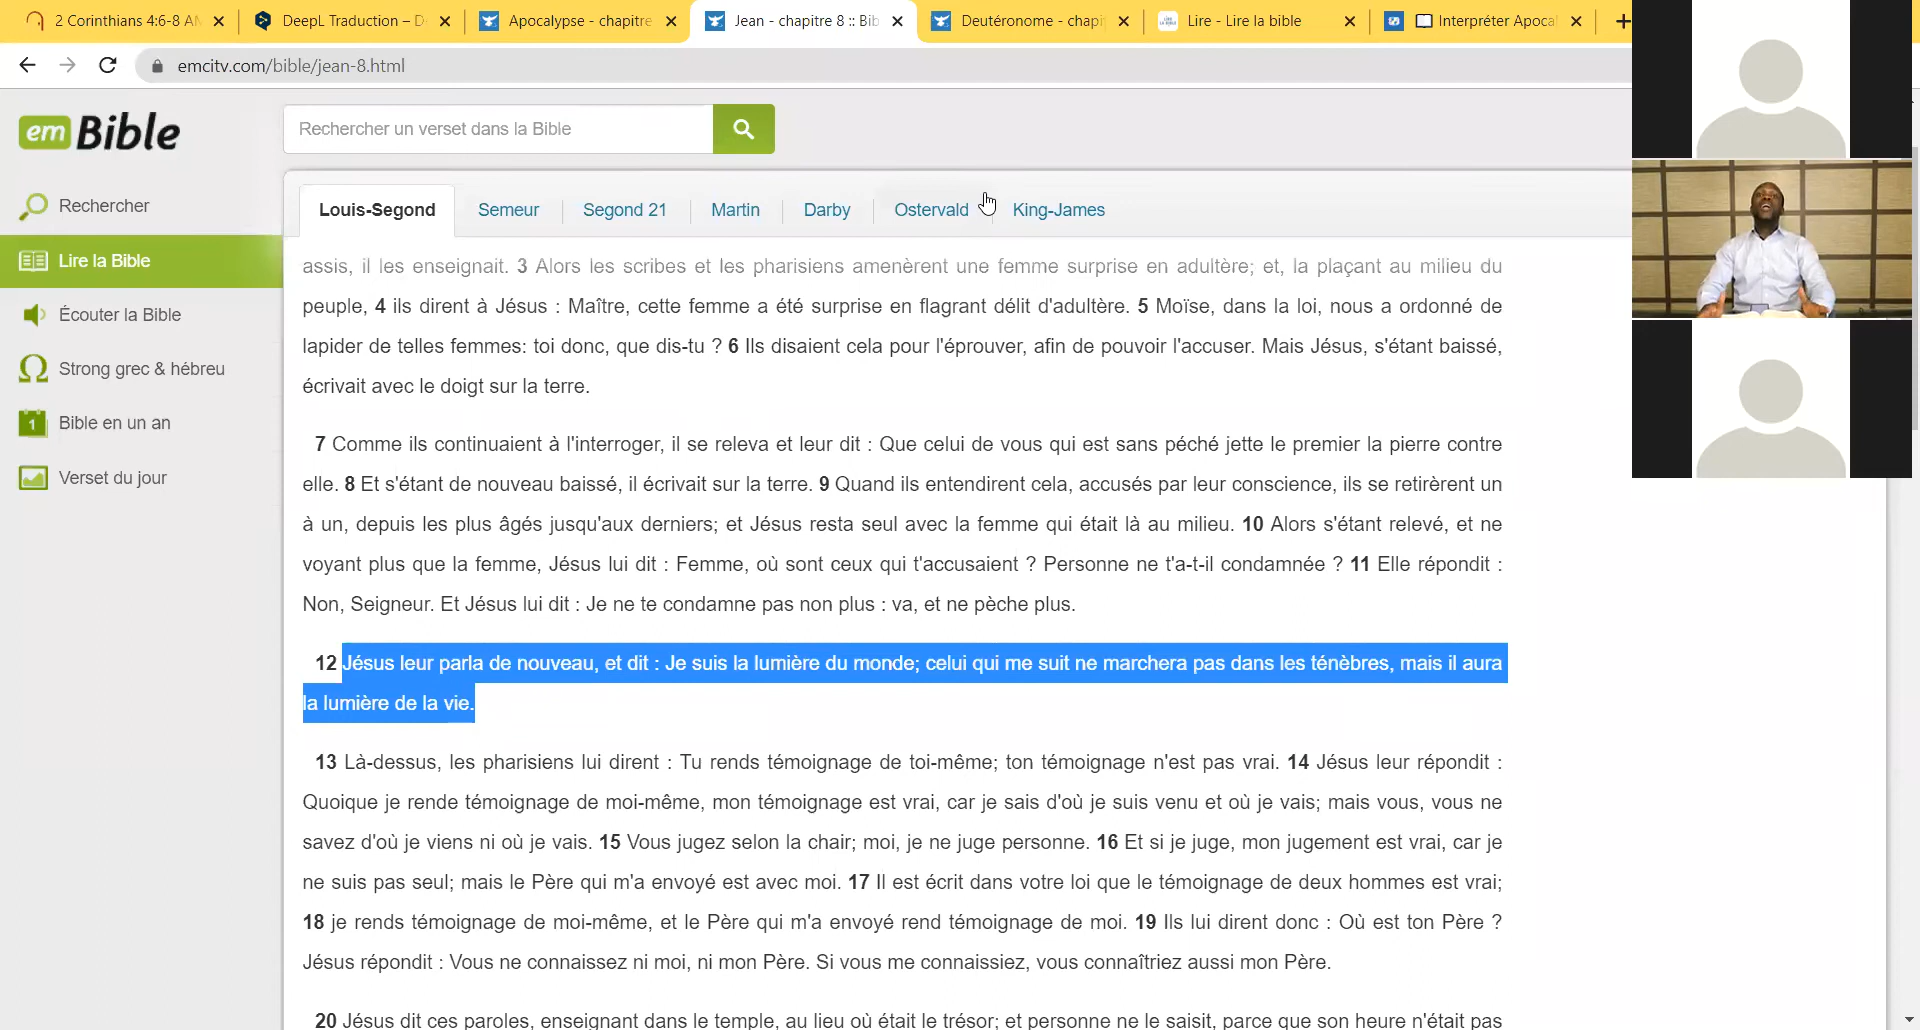 2 Corinthians 4:6-8 A
DeepL Traduction – D
Apocalypse - chapitre
Jean - chapitre 8 :: Bib
Deutéronome - chap
Lire - Lire la bible
Interpréter Apoca
emcitv.com/bible/jean-8.html
em Bible
Rechercher un verset dans la Bible
Rechercher
Lire la Bible
Écouter la Bible
Strong grec & hébreu
1 Bible en un an
Verset du jour
Louis-Segond
Semeur
Segond 21
Martin
Darby
Ostervald
King-James
assis, il les enseignait. 3 Alors les scribes et les pharisiens amenèrent une femme surprise en adultère; et, la plaçant au milieu du
peuple, 4 ils dirent à Jésus : Maître, cette femme a été surprise en flagrant délit d'adultère. 5 Moïse, dans la loi, nous a ordonné de
lapider de telles femmes: toi donc, que dis-tu ? 6 Ils disaient cela pour l'éprouver, afin de pouvoir l'accuser. Mais Jésus, s'étant baissé,
écrivait avec le doigt sur la terre.
7 Comme ils continuaient à l'interroger, il se releva et leur dit : Que celui de vous qui est sans péché jette le premier la pierre contre
elle. 8 Et s'étant de nouveau baissé, il écrivait sur la terre. 9 Quand ils entendirent cela, accusés par leur conscience, ils se retirèrent un
à un, depuis les plus âgés jusqu'aux derniers; et Jésus resta seul avec la femme qui était là au milieu. 10 Alors s'étant relevé, et ne
voyant plus que la femme, Jésus lui dit : Femme, où sont ceux qui t'accusaient ? Personne ne t'a-t-il condamnée ? 11 Elle répondit :
Non, Seigneur. Et Jésus lui dit : Je ne te condamne pas non plus : va, et ne pèche plus.
12 Jésus leur parla de nouveau, et dit : Je suis la lumière du monde; celui qui me suit ne marchera pas dans les ténèbres, mais il aura
la lumière de la vie.
13 Là-dessus, les pharisiens lui dirent : Tu rends témoignage de toi-même; ton témoignage n'est pas vrai. 14 Jésus leur répondit :
Quoique je rende témoignage de moi-même, mon témoignage est vrai, car je sais d'où je suis venu et où je vais; mais vous, vous ne
savez d'où je viens ni où je vais. 15 Vous jugez selon la chair; moi, je ne juge personne. 16 Et si je juge, mon jugement est vrai, car je
ne suis pas seul; mais le Père qui m'a envoyé est avec moi. 17 Il est écrit dans votre loi que le témoignage de deux hommes est vrai;
18 je rends témoignage de moi-même, et le Père qui m'a envoyé rend témoignage de moi. 19 Ils lui dirent donc : Où est ton Père ?
Jésus répondit : Vous ne connaissez ni moi, ni mon Père. Si vous me connaissiez, vous connaîtriez aussi mon Père.
20 Jésus dit ces paroles, enseignant dans le temple, au lieu où était le trésor; et personne ne le saisit, parce que son heure n'était pas